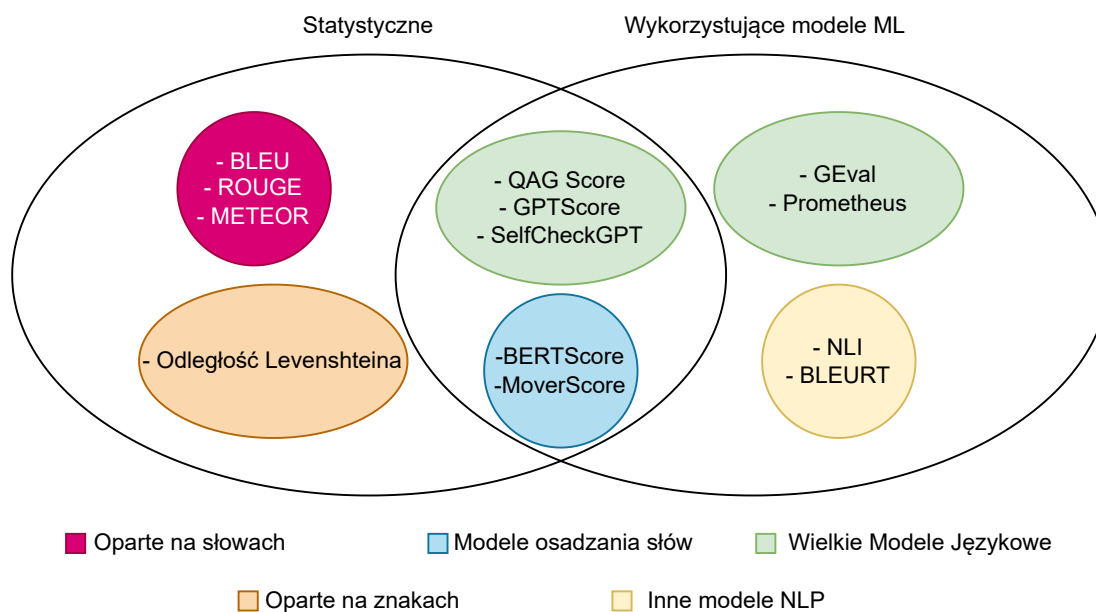 Statystyczne
Wykorzystujące modele ML
- BLEU
- ROUGE
- METEOR
- QAG Score
- GPTScore
- SelfCheckGPT
- GEval
- Prometheus
- Odległość Levenshteina
-BERTScore
-MoverScore
- NLI
- BLEURT
Oparte na słowach
Modele osadzania słów
Wielkie Modele Językowe
Oparte na znakach
Inne modele NLP